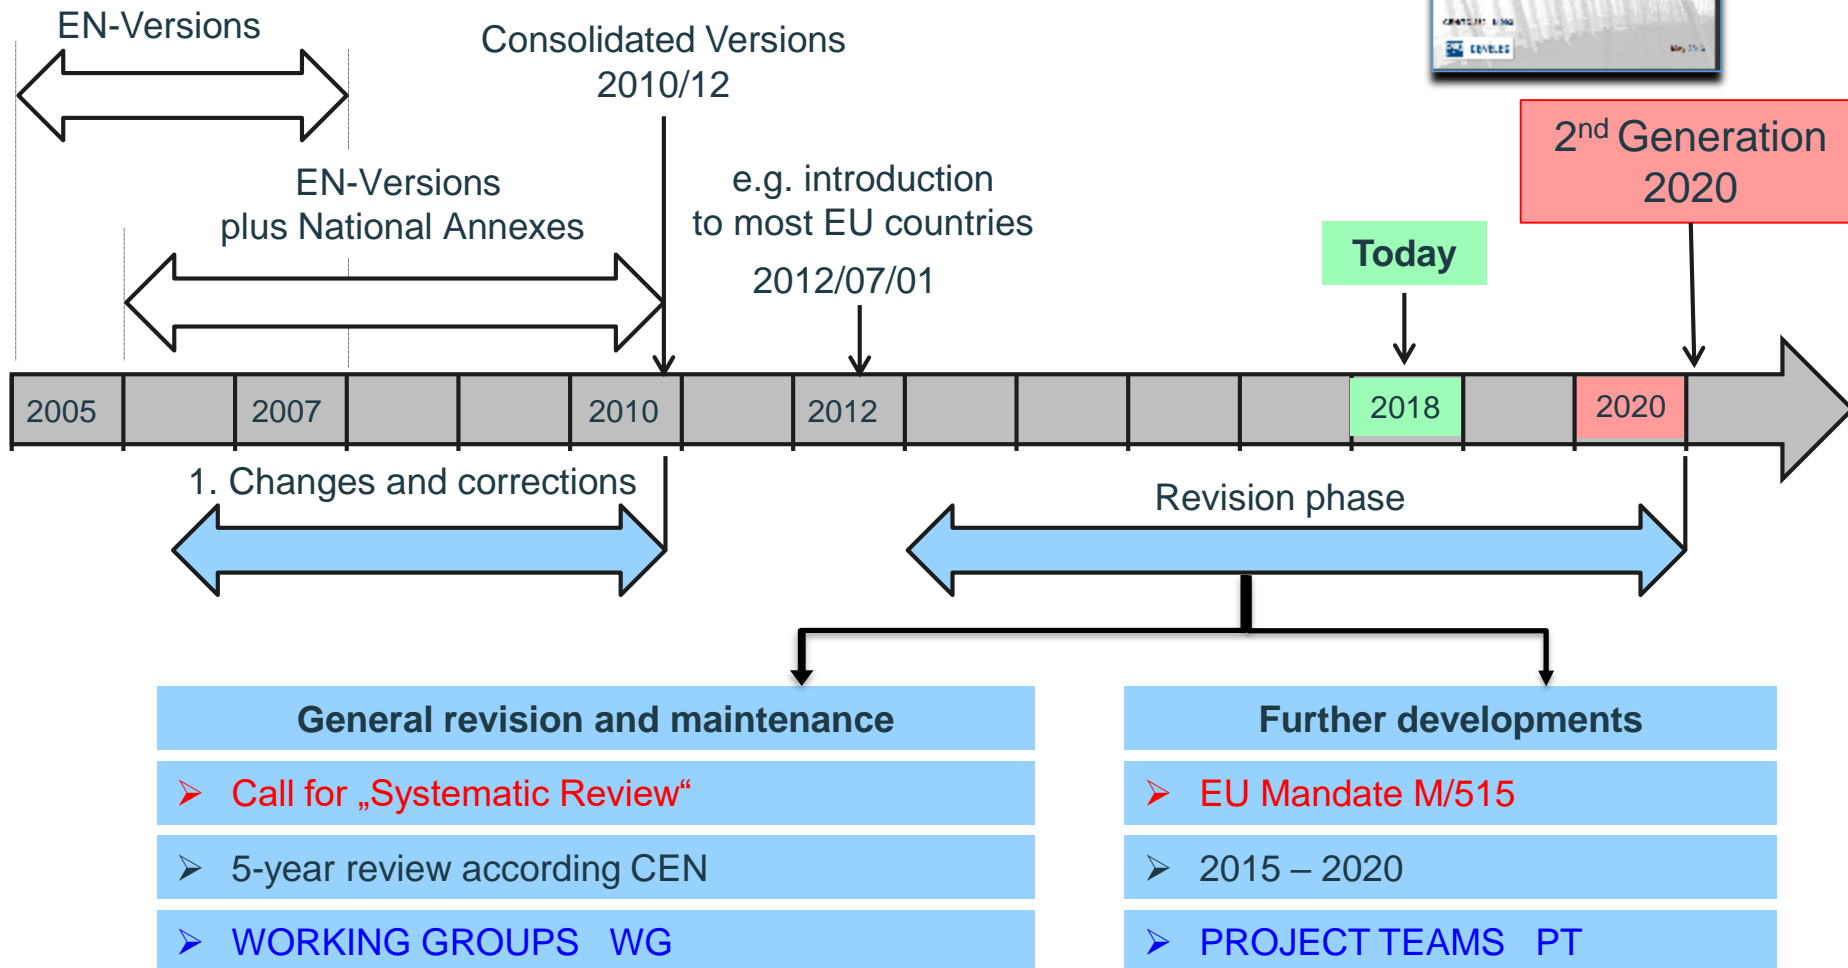 EN-Versions
Consolidated Versions
2010/12
May
2nd Generation
2020
EN-Versions
plus National Annexes
e.g. introduction
to most EU countries
2012/07/01
Today
2005
2007
2010
2012
2018
2020
1. Changes and corrections
Revision phase
General revision and maintenance
➢ Call for „Systematic Review“
➢ 5-year review according CEN
➢ WORKING GROUPS WG
Further developments
➢ EU Mandate M/515
➢ 2015 – 2020
➢ PROJECT TEAMS PT